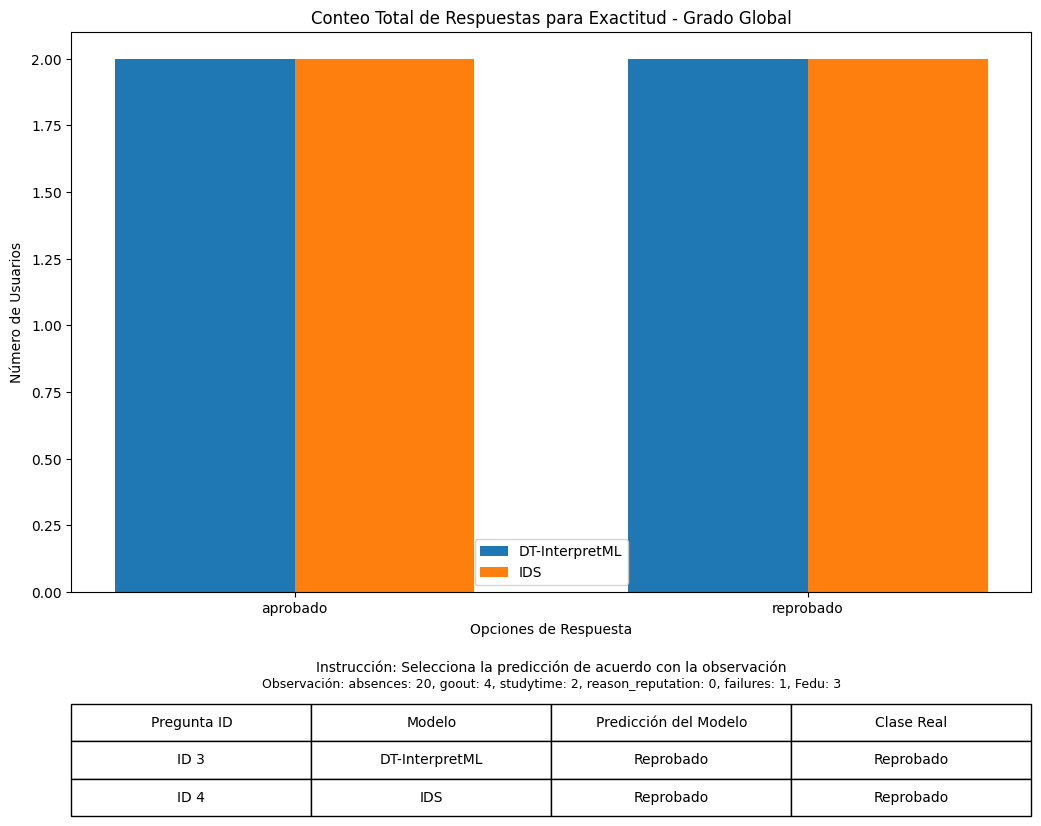 Conteo Total de Respuestas para Exactitud - Grado Global
Número de Usuarios
2.00
1.75
1.50
1.25
1.00
0.75
0.50
0.25
0.00
DT-InterpretML
IDS
aprobado reprobado
Opciones de Respuesta
Instrucción: Selecciona la predicción de acuerdo con la observación
Observación: absences: 20, goout: 4, studytime: 2, reason_reputation: 0, failures: 1, Fedu: 3
Pregunta ID Modelo Predicción del Modelo Clase Real
ID 3 DT-InterpretML Reprobado Reprobado
ID 4 IDS Reprobado Reprobado